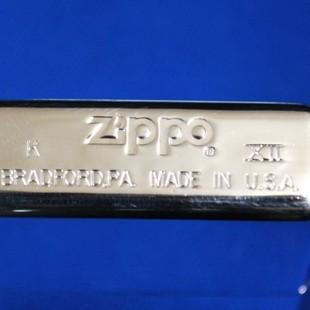 Zippo®
K XII
BRADFORD,PA. MADE IN U.S.A.